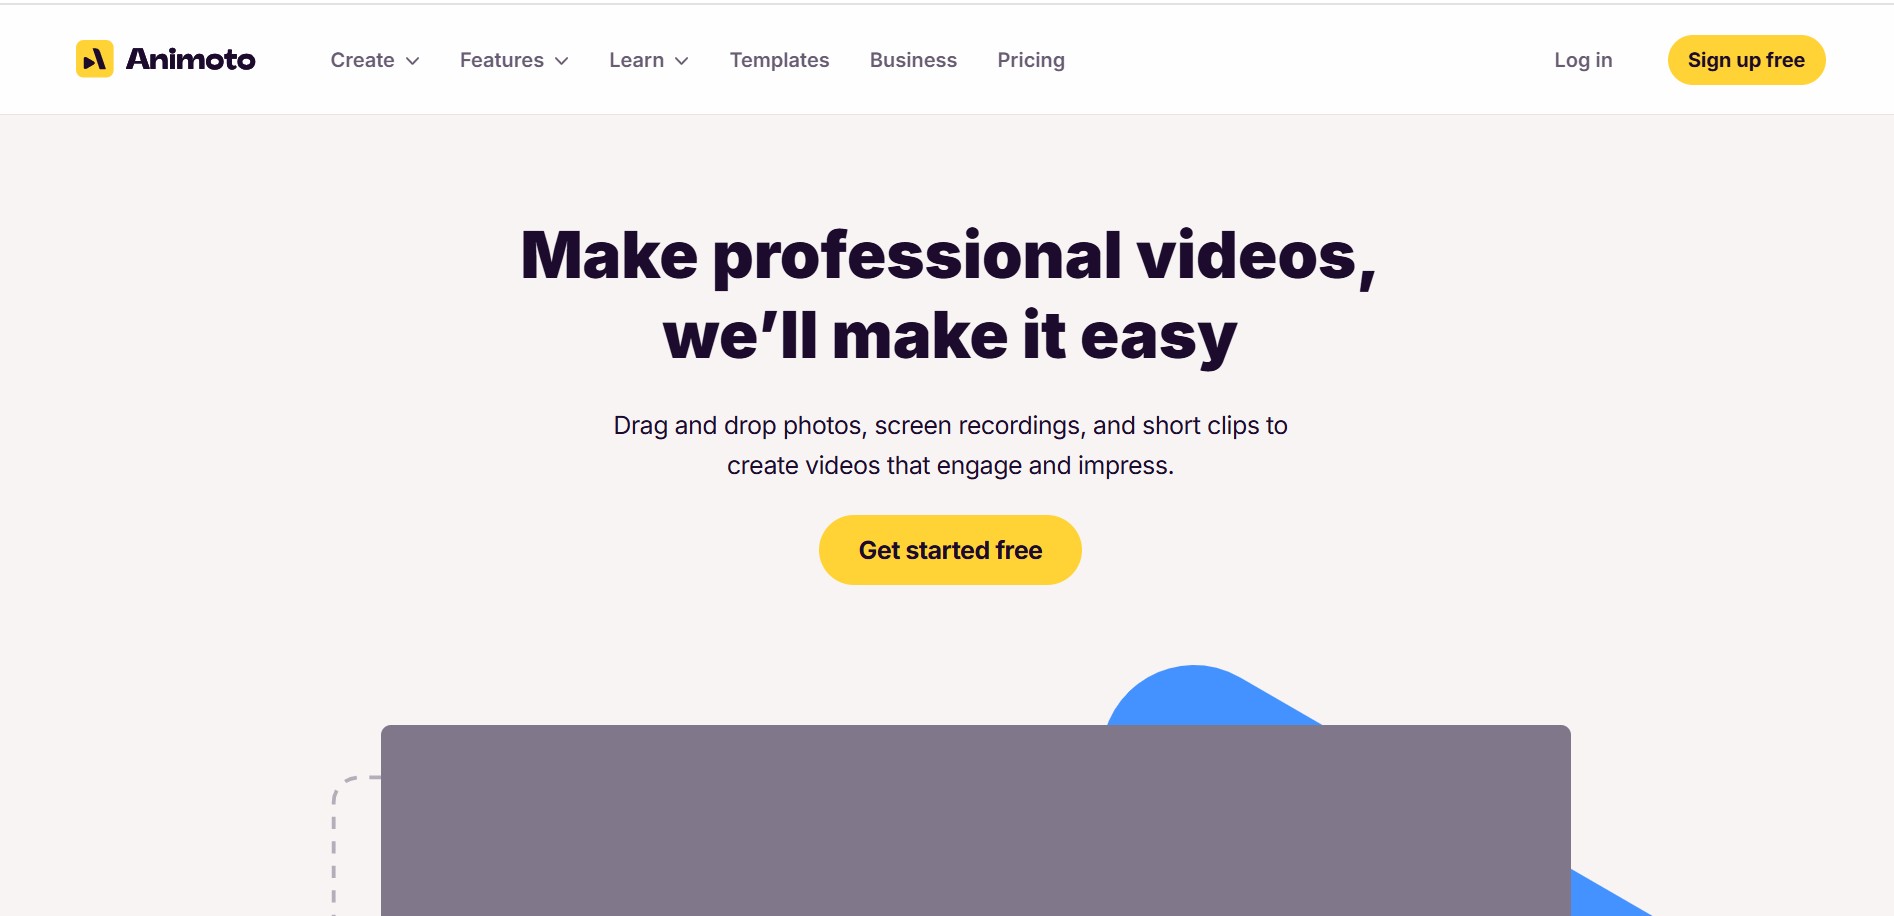 Animoto
Create
Features
Learn
Templates
Business
Pricing
Log in
Sign up free
Make professional videos,
we’ll make it easy
Drag and drop photos, screen recordings, and short clips to
create videos that engage and impress.
Get started free